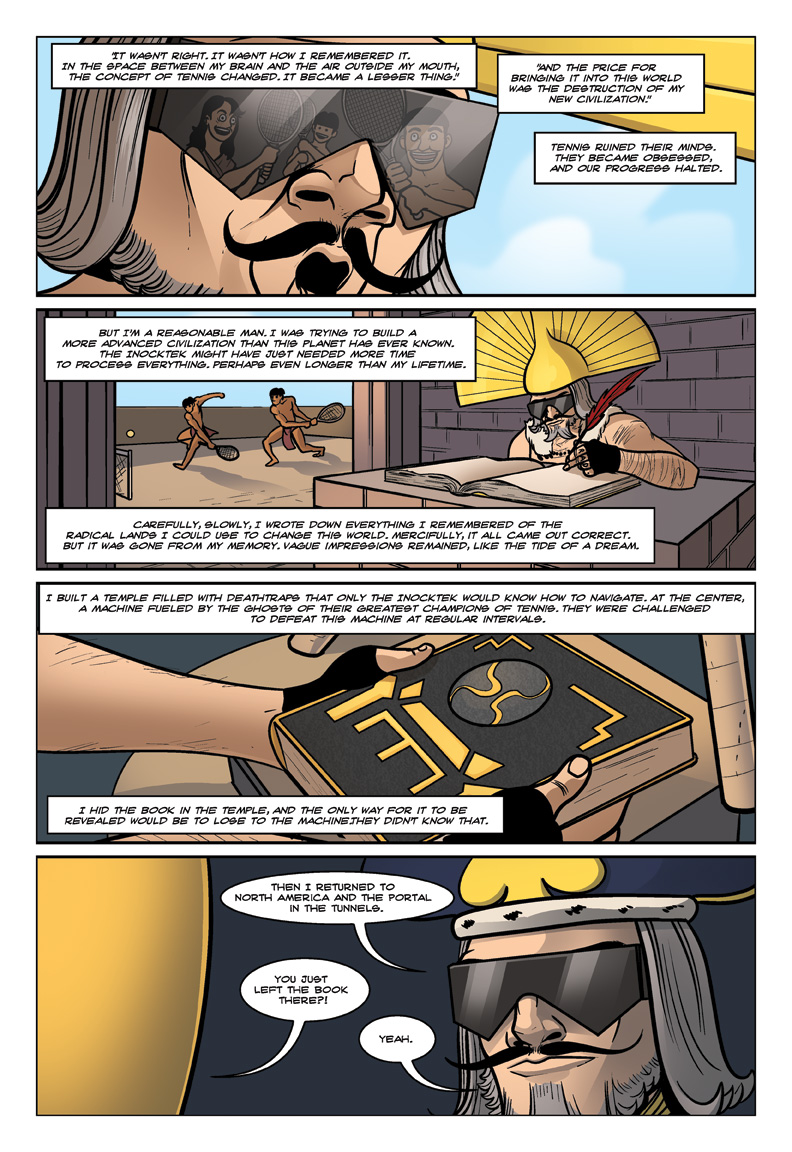 "IT WASN'T RIGHT. IT WASN'T HOW I REMEMBERED IT.
IN THE SPACE BETWEEN MY BRAIN AND THE AIR OUTSIDE MY MOUTH,
THE CONCEPT OF TENNIS CHANGED. IT BECAME A LESSER THING."
"AND THE PRICE FOR
BRINGING IT INTO THIS WORLD
WAS THE DESTRUCTION OF MY
NEW CIVILIZATION."
TENNIS RUINED THEIR MINDS.
THEY BECAME OBSESSED,
AND OUR PROGRESS HALTED.
BUT I'M A REASONABLE MAN. I WAS TRYING TO BUILD A
MORE ADVANCED CIVILIZATION THAN THIS PLANET HAS EVER KNOWN.
THE INOCKTEK MIGHT HAVE JUST NEEDED MORE TIME
TO PROCESS EVERYTHING. PERHAPS EVEN LONGER THAN MY LIFETIME.
CAREFULLY, SLOWLY, I WROTE DOWN EVERYTHING I REMEMBERED OF THE
RADICAL LANDS I COULD USE TO CHANGE THIS WORLD. MERCIFULLY, IT ALL CAME OUT CORRECT.
BUT IT WAS GONE FROM MY MEMORY. VAGUE IMPRESSIONS REMAINED, LIKE THE TIDE OF A DREAM.
I BUILT A TEMPLE FILLED WITH DEATHTRAPS THAT ONLY THE INOCKTEK WOULD KNOW HOW TO NAVIGATE. AT THE CENTER,
A MACHINE FUELED BY THE GHOSTS OF THEIR GREATEST CHAMPIONS OF TENNIS. THEY WERE CHALLENGED
TO DEFEAT THIS MACHINE AT REGULAR INTERVALS.
I HID THE BOOK IN THE TEMPLE, AND THE ONLY WAY FOR IT TO BE
REVEALED WOULD BE TO LOSE TO THE MACHINE.THEY DIDN'T KNOW THAT.
THEN I RETURNED TO
NORTH AMERICA AND THE PORTAL
IN THE TUNNELS.
YOU JUST
LEFT THE BOOK
THERE?!
YEAH.